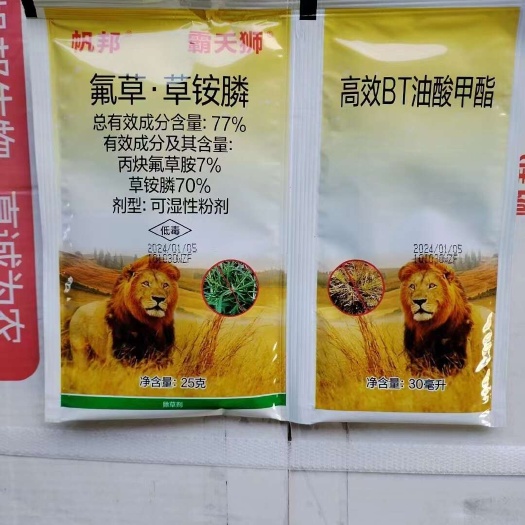 帆邦 霸天狮
氟草·草铵膦
总有效成分含量: 77%
有效成分及其含量:
丙炔氟草胺7%
草铵膦70%
剂型: 可湿性粉剂
低毒
2024/01/05
净含量: 25克
除草剂
高效BT油酸甲酯
2024/01/05
净含量: 30毫升
真诚为农